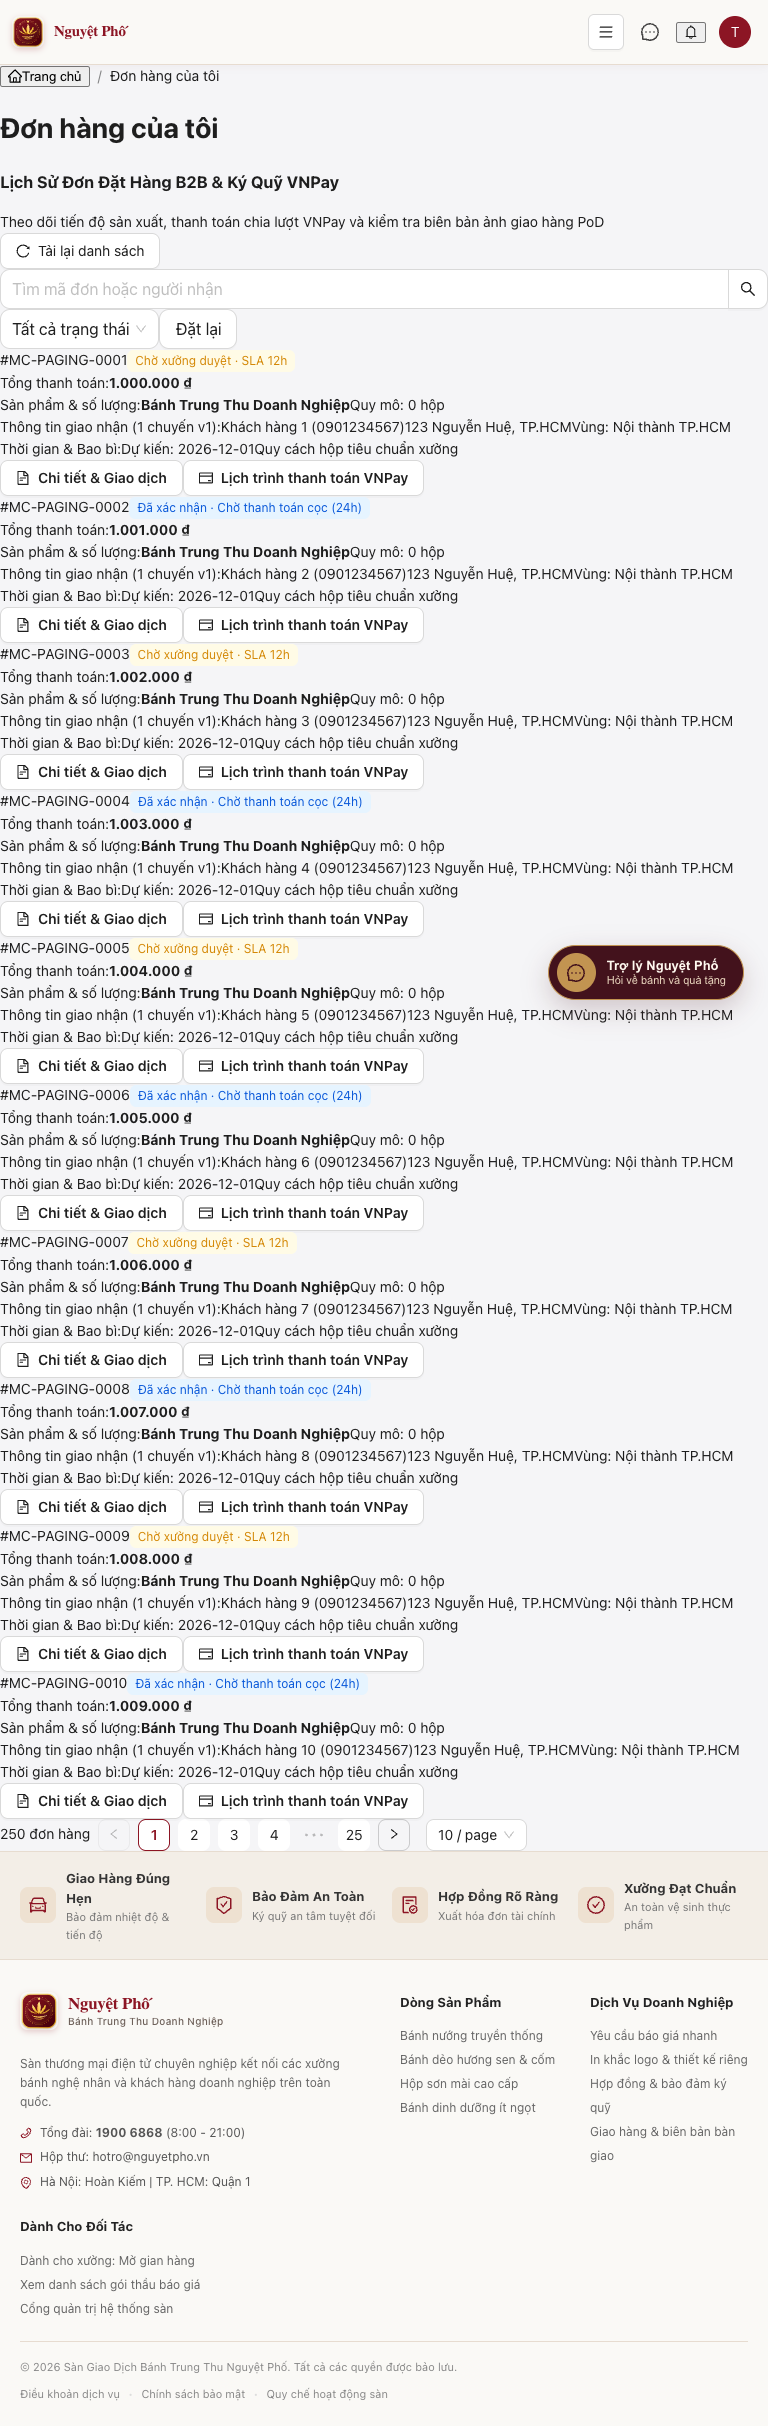 Nguyệt Phố
T
Trang chủ / Đơn hàng của tôi
Đơn hàng của tôi
Lịch Sử Đơn Đặt Hàng B2B & Ký Quỹ VNPay
Theo dõi tiến độ sản xuất, thanh toán chia lượt VNPay và kiểm tra biên bản ảnh giao hàng PoD
Tải lại danh sách
Tìm mã đơn hoặc người nhận
Tất cả trạng thái Đặt lại
#MC-PAGING-0001 Chờ xưởng duyệt · SLA 12h
Tổng thanh toán:1.000.000 ₫
Sản phẩm & số lượng:Bánh Trung Thu Doanh NghiệpQuy mô: 0 hộp
Thông tin giao nhận (1 chuyến v1):Khách hàng 1 (0901234567)123 Nguyễn Huệ, TP.HCMVùng: Nội thành TP.HCM
Thời gian & Bao bì:Dự kiến: 2026-12-01Quy cách hộp tiêu chuẩn xưởng
Chi tiết & Giao dịch Lịch trình thanh toán VNPay
#MC-PAGING-0002 Đã xác nhận · Chờ thanh toán cọc (24h)
Tổng thanh toán:1.001.000 ₫
Sản phẩm & số lượng:Bánh Trung Thu Doanh NghiệpQuy mô: 0 hộp
Thông tin giao nhận (1 chuyến v1):Khách hàng 2 (0901234567)123 Nguyễn Huệ, TP.HCMVùng: Nội thành TP.HCM
Thời gian & Bao bì:Dự kiến: 2026-12-01Quy cách hộp tiêu chuẩn xưởng
Chi tiết & Giao dịch Lịch trình thanh toán VNPay
#MC-PAGING-0003 Chờ xưởng duyệt · SLA 12h
Tổng thanh toán:1.002.000 ₫
Sản phẩm & số lượng:Bánh Trung Thu Doanh NghiệpQuy mô: 0 hộp
Thông tin giao nhận (1 chuyến v1):Khách hàng 3 (0901234567)123 Nguyễn Huệ, TP.HCMVùng: Nội thành TP.HCM
Thời gian & Bao bì:Dự kiến: 2026-12-01Quy cách hộp tiêu chuẩn xưởng
Chi tiết & Giao dịch Lịch trình thanh toán VNPay
#MC-PAGING-0004 Đã xác nhận · Chờ thanh toán cọc (24h)
Tổng thanh toán:1.003.000 ₫
Sản phẩm & số lượng:Bánh Trung Thu Doanh NghiệpQuy mô: 0 hộp
Thông tin giao nhận (1 chuyến v1):Khách hàng 4 (0901234567)123 Nguyễn Huệ, TP.HCMVùng: Nội thành TP.HCM
Thời gian & Bao bì:Dự kiến: 2026-12-01Quy cách hộp tiêu chuẩn xưởng
Chi tiết & Giao dịch Lịch trình thanh toán VNPay
#MC-PAGING-0005 Chờ xưởng duyệt · SLA 12h
Tổng thanh toán:1.004.000 ₫
Trợ lý Nguyệt Phố
Hỏi về bánh và quà tặng
Sản phẩm & số lượng:Bánh Trung Thu Doanh NghiệpQuy mô: 0 hộp
Thông tin giao nhận (1 chuyến v1):Khách hàng 5 (0901234567)123 Nguyễn Huệ, TP.HCMVùng: Nội thành TP.HCM
Thời gian & Bao bì:Dự kiến: 2026-12-01Quy cách hộp tiêu chuẩn xưởng
Chi tiết & Giao dịch Lịch trình thanh toán VNPay
#MC-PAGING-0006 Đã xác nhận · Chờ thanh toán cọc (24h)
Tổng thanh toán:1.005.000 ₫
Sản phẩm & số lượng:Bánh Trung Thu Doanh NghiệpQuy mô: 0 hộp
Thông tin giao nhận (1 chuyến v1):Khách hàng 6 (0901234567)123 Nguyễn Huệ, TP.HCMVùng: Nội thành TP.HCM
Thời gian & Bao bì:Dự kiến: 2026-12-01Quy cách hộp tiêu chuẩn xưởng
Chi tiết & Giao dịch Lịch trình thanh toán VNPay
#MC-PAGING-0007 Chờ xưởng duyệt · SLA 12h
Tổng thanh toán:1.006.000 ₫
Sản phẩm & số lượng:Bánh Trung Thu Doanh NghiệpQuy mô: 0 hộp
Thông tin giao nhận (1 chuyến v1):Khách hàng 7 (0901234567)123 Nguyễn Huệ, TP.HCMVùng: Nội thành TP.HCM
Thời gian & Bao bì:Dự kiến: 2026-12-01Quy cách hộp tiêu chuẩn xưởng
Chi tiết & Giao dịch Lịch trình thanh toán VNPay
#MC-PAGING-0008 Đã xác nhận · Chờ thanh toán cọc (24h)
Tổng thanh toán:1.007.000 ₫
Sản phẩm & số lượng:Bánh Trung Thu Doanh NghiệpQuy mô: 0 hộp
Thông tin giao nhận (1 chuyến v1):Khách hàng 8 (0901234567)123 Nguyễn Huệ, TP.HCMVùng: Nội thành TP.HCM
Thời gian & Bao bì:Dự kiến: 2026-12-01Quy cách hộp tiêu chuẩn xưởng
Chi tiết & Giao dịch Lịch trình thanh toán VNPay
#MC-PAGING-0009 Chờ xưởng duyệt · SLA 12h
Tổng thanh toán:1.008.000 ₫
Sản phẩm & số lượng:Bánh Trung Thu Doanh NghiệpQuy mô: 0 hộp
Thông tin giao nhận (1 chuyến v1):Khách hàng 9 (0901234567)123 Nguyễn Huệ, TP.HCMVùng: Nội thành TP.HCM
Thời gian & Bao bì:Dự kiến: 2026-12-01Quy cách hộp tiêu chuẩn xưởng
Chi tiết & Giao dịch Lịch trình thanh toán VNPay
#MC-PAGING-0010 Đã xác nhận · Chờ thanh toán cọc (24h)
Tổng thanh toán:1.009.000 ₫
Sản phẩm & số lượng:Bánh Trung Thu Doanh NghiệpQuy mô: 0 hộp
Thông tin giao nhận (1 chuyến v1):Khách hàng 10 (0901234567)123 Nguyễn Huệ, TP.HCMVùng: Nội thành TP.HCM
Thời gian & Bao bì:Dự kiến: 2026-12-01Quy cách hộp tiêu chuẩn xưởng
Chi tiết & Giao dịch Lịch trình thanh toán VNPay
250 đơn hàng 1 2 3 4 ••• 25 10 / page
Giao Hàng Đúng
Hẹn
Bảo đảm nhiệt độ &
tiến độ
Bảo Đảm An Toàn
Ký quỹ an tâm tuyệt đối
Hợp Đồng Rõ Ràng
Xuất hóa đơn tài chính
Xưởng Đạt Chuẩn
An toàn vệ sinh thực
phẩm
Nguyệt Phố
Bánh Trung Thu Doanh Nghiệp
Sàn thương mại điện tử chuyên nghiệp kết nối các xưởng
bánh nghệ nhân và khách hàng doanh nghiệp trên toàn
quốc.
Tổng đài: 1900 6868 (8:00 - 21:00)
Hộp thư: hotro@nguyetpho.vn
Hà Nội: Hoàn Kiếm | TP. HCM: Quận 1
Dòng Sản Phẩm
Bánh nướng truyền thống
Bánh dẻo hương sen & cốm
Hộp sơn mài cao cấp
Bánh dinh dưỡng ít ngọt
Dịch Vụ Doanh Nghiệp
Yêu cầu báo giá nhanh
In khắc logo & thiết kế riêng
Hợp đồng & bảo đảm ký
quỹ
Giao hàng & biên bản bàn
giao
Dành Cho Đối Tác
Dành cho xưởng: Mở gian hàng
Xem danh sách gói thầu báo giá
Cổng quản trị hệ thống sàn
© 2026 Sàn Giao Dịch Bánh Trung Thu Nguyệt Phố. Tất cả các quyền được bảo lưu.
Điều khoản dịch vụ · Chính sách bảo mật · Quy chế hoạt động sàn